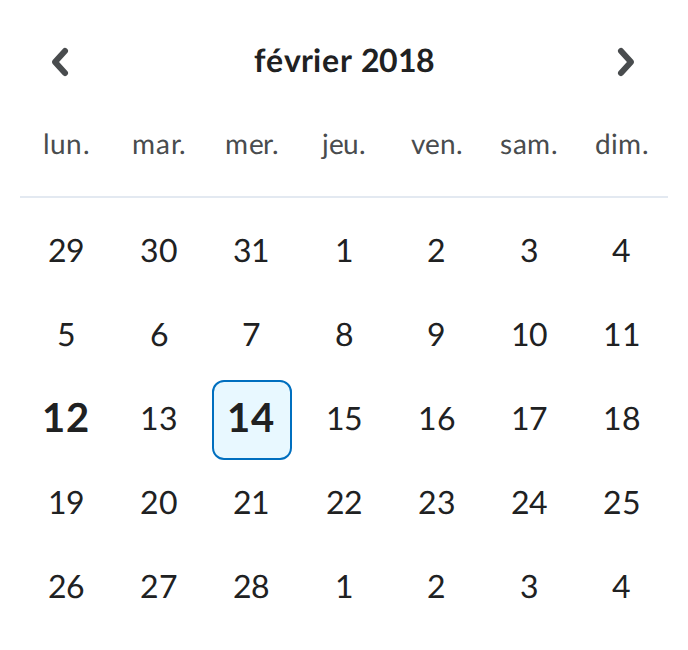 février 2018
lun. mar. mer. jeu. ven. sam. dim.
29 30 31 1 2 3 4
5 6 7 8 9 10 11
12 13 14 15 16 17 18
19 20 21 22 23 24 25
26 27 28 1 2 3 4